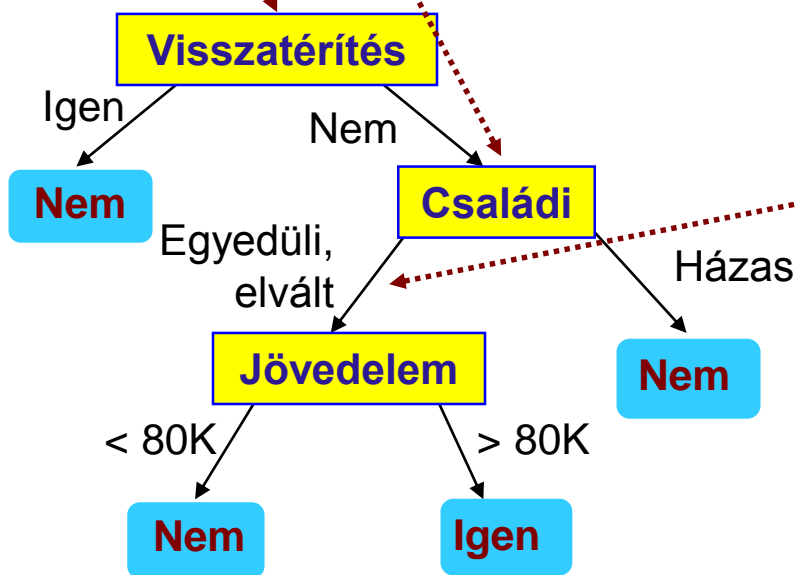 Visszatérítés
Igen
Nem
Nem
Családi
Egyedüli,
elvált
Házas
Jövedelem
Nem
< 80K
> 80K
Nem
Igen